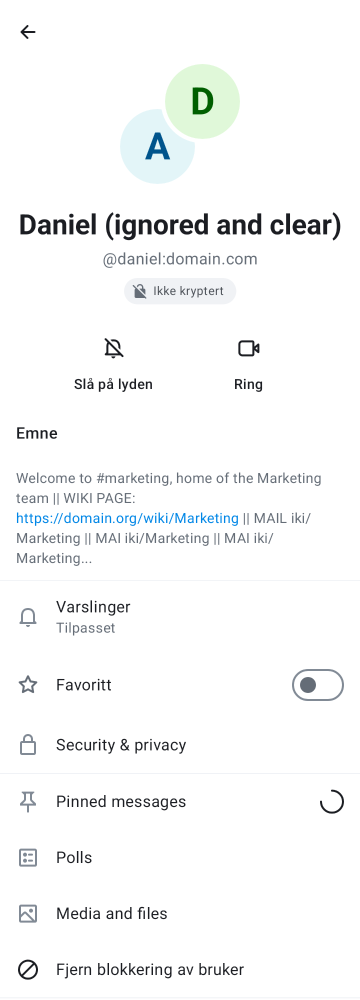 D
A
Daniel (ignored and clear)
@daniel:domain.com
Ikke kryptert
Slå på lyden
Ring
Emne
Welcome to #marketing, home of the Marketing
team || WIKI PAGE:
https://domain.org/wiki/Marketing || MAIL iki/
Marketing || MAI iki/Marketing || MAI iki/
Marketing...
Varslinger
Tilpasset
Favoritt
Security & privacy
Pinned messages
Polls
Media and files
Fjern blokkering av bruker